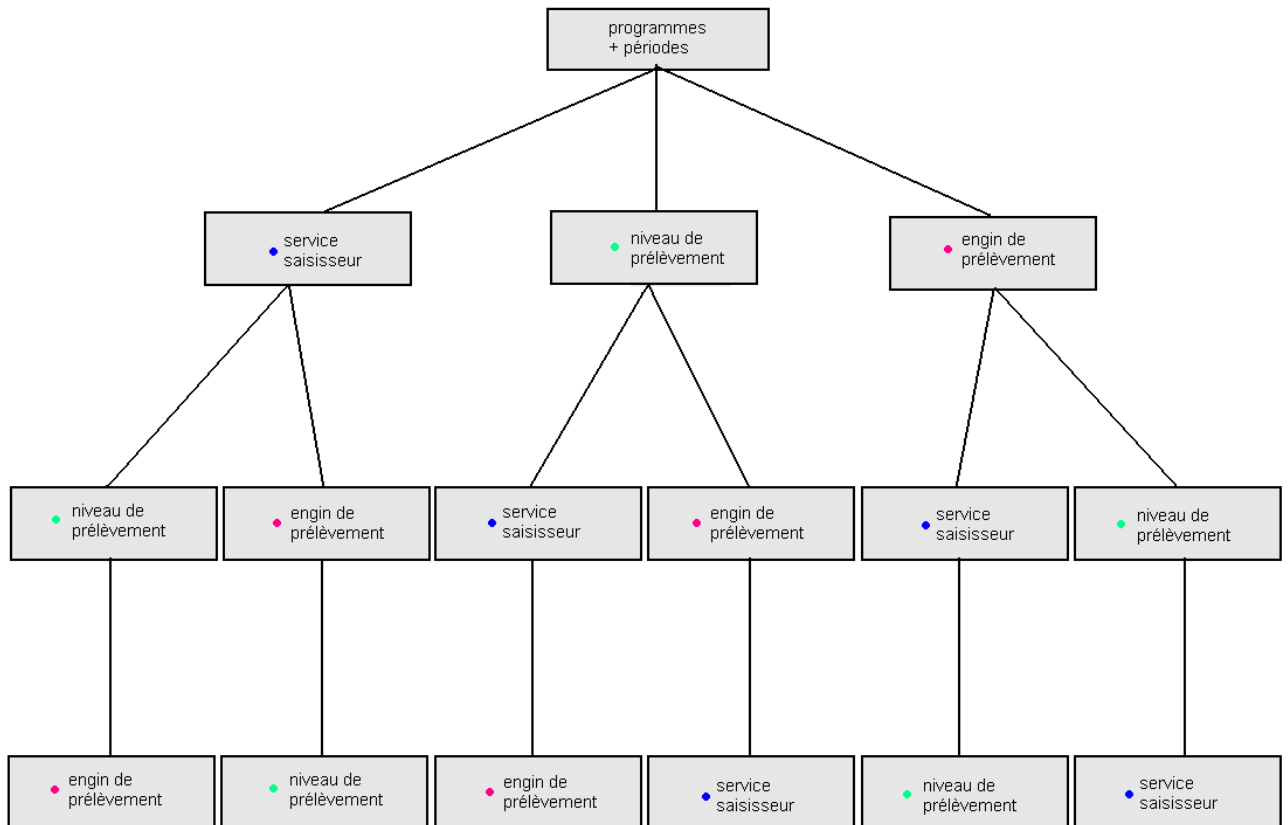 programmes
+ périodes
service
saisisseur
niveau de
prélèvement
engin de
prélèvement
niveau de
prélèvement
engin de
prélèvement
service
saisisseur
engin de
prélèvement
service
saisisseur
niveau de
prélèvement
engin de
prélèvement
niveau de
prélèvement
engin de
prélèvement
service
saisisseur
niveau de
prélèvement
service
saisisseur